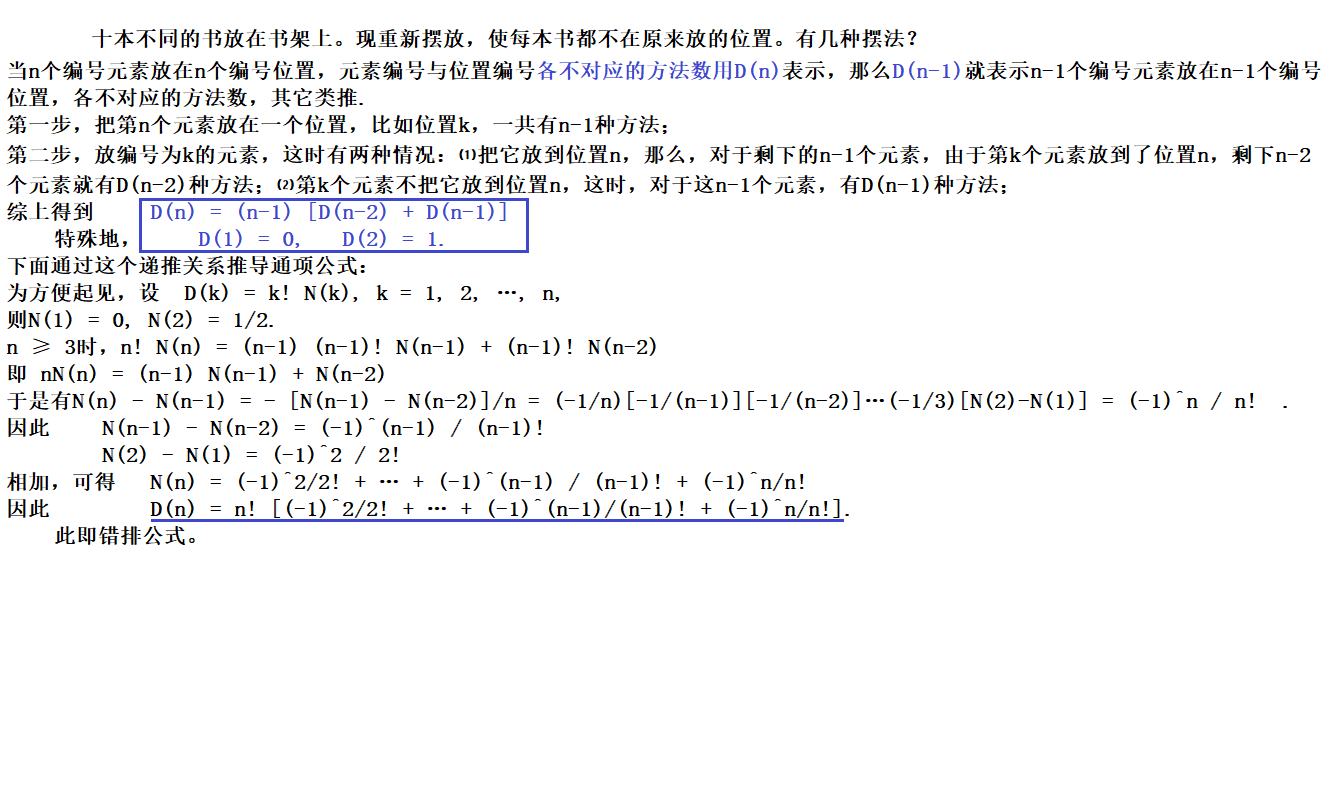 十本不同的书放在书架上。现重新摆放，使每本书都不在原来放的位置。有几种摆法？
当n个编号元素放在n个编号位置，元素编号与位置编号各不对应的方法数用D(n)表示，那么D(n-1)就表示n-1个编号元素放在n-1个编号
位置，各不对应的方法数，其它类推.
第一步，把第n个元素放在一个位置，比如位置k，一共有n-1种方法；
第二步，放编号为k的元素，这时有两种情况：⑴把它放到位置n，那么，对于剩下的n-1个元素，由于第k个元素放到了位置n，剩下n-2
个元素就有D(n-2)种方法；⑵第k个元素不把它放到位置n，这时，对于这n-1个元素，有D(n-1)种方法；
综上得到 D(n) = (n-1) [D(n-2) + D(n-1)]
特殊地， D(1) = 0, D(2) = 1.
下面通过这个递推关系推导通项公式：
为方便起见，设 D(k) = k! N(k), k = 1, 2, …, n,
则N(1) = 0, N(2) = 1/2.
n ≥ 3时，n! N(n) = (n-1) (n-1)! N(n-1) + (n-1)! N(n-2)
即 nN(n) = (n-1) N(n-1) + N(n-2)
于是有N(n) - N(n-1) = - [N(n-1) - N(n-2)]/n = (-1/n)[-1/(n-1)][-1/(n-2)]…(-1/3)[N(2)-N(1)] = (-1)^n / n! .
因此 N(n-1) - N(n-2) = (-1)^(n-1) / (n-1)!
N(2) - N(1) = (-1)^2 / 2!
相加，可得 N(n) = (-1)^2/2! + … + (-1)^(n-1) / (n-1)! + (-1)^n/n!
因此 D(n) = n! [(-1)^2/2! + … + (-1)^(n-1)/(n-1)! + (-1)^n/n!].
此即错排公式。